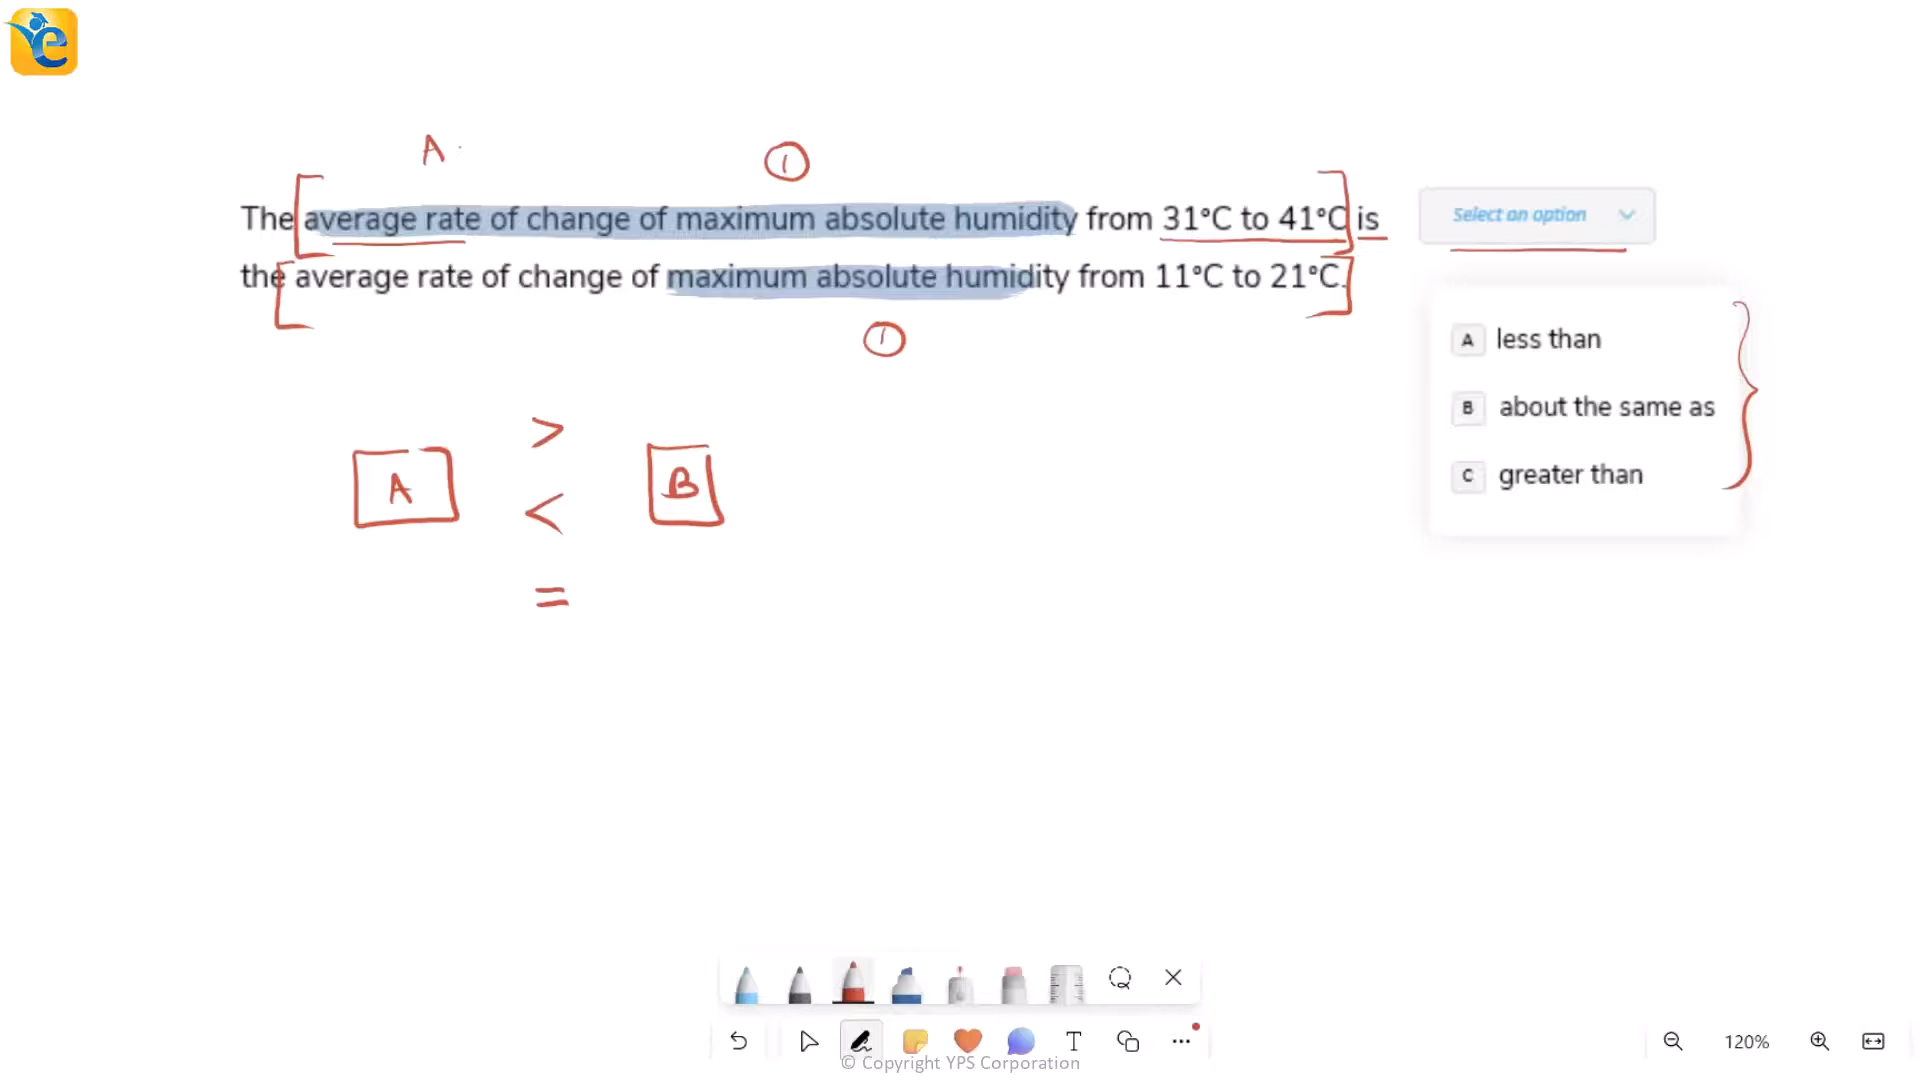 e
A
1
The average rate of change of maximum absolute humidity from 31°C to 41°C is
Select an option
the average rate of change of maximum absolute humidity from 11°C to 21°C.
1
A less than
B about the same as
C greater than
>
A
B
<
=
T
120%
© Copyright YPS Corporation